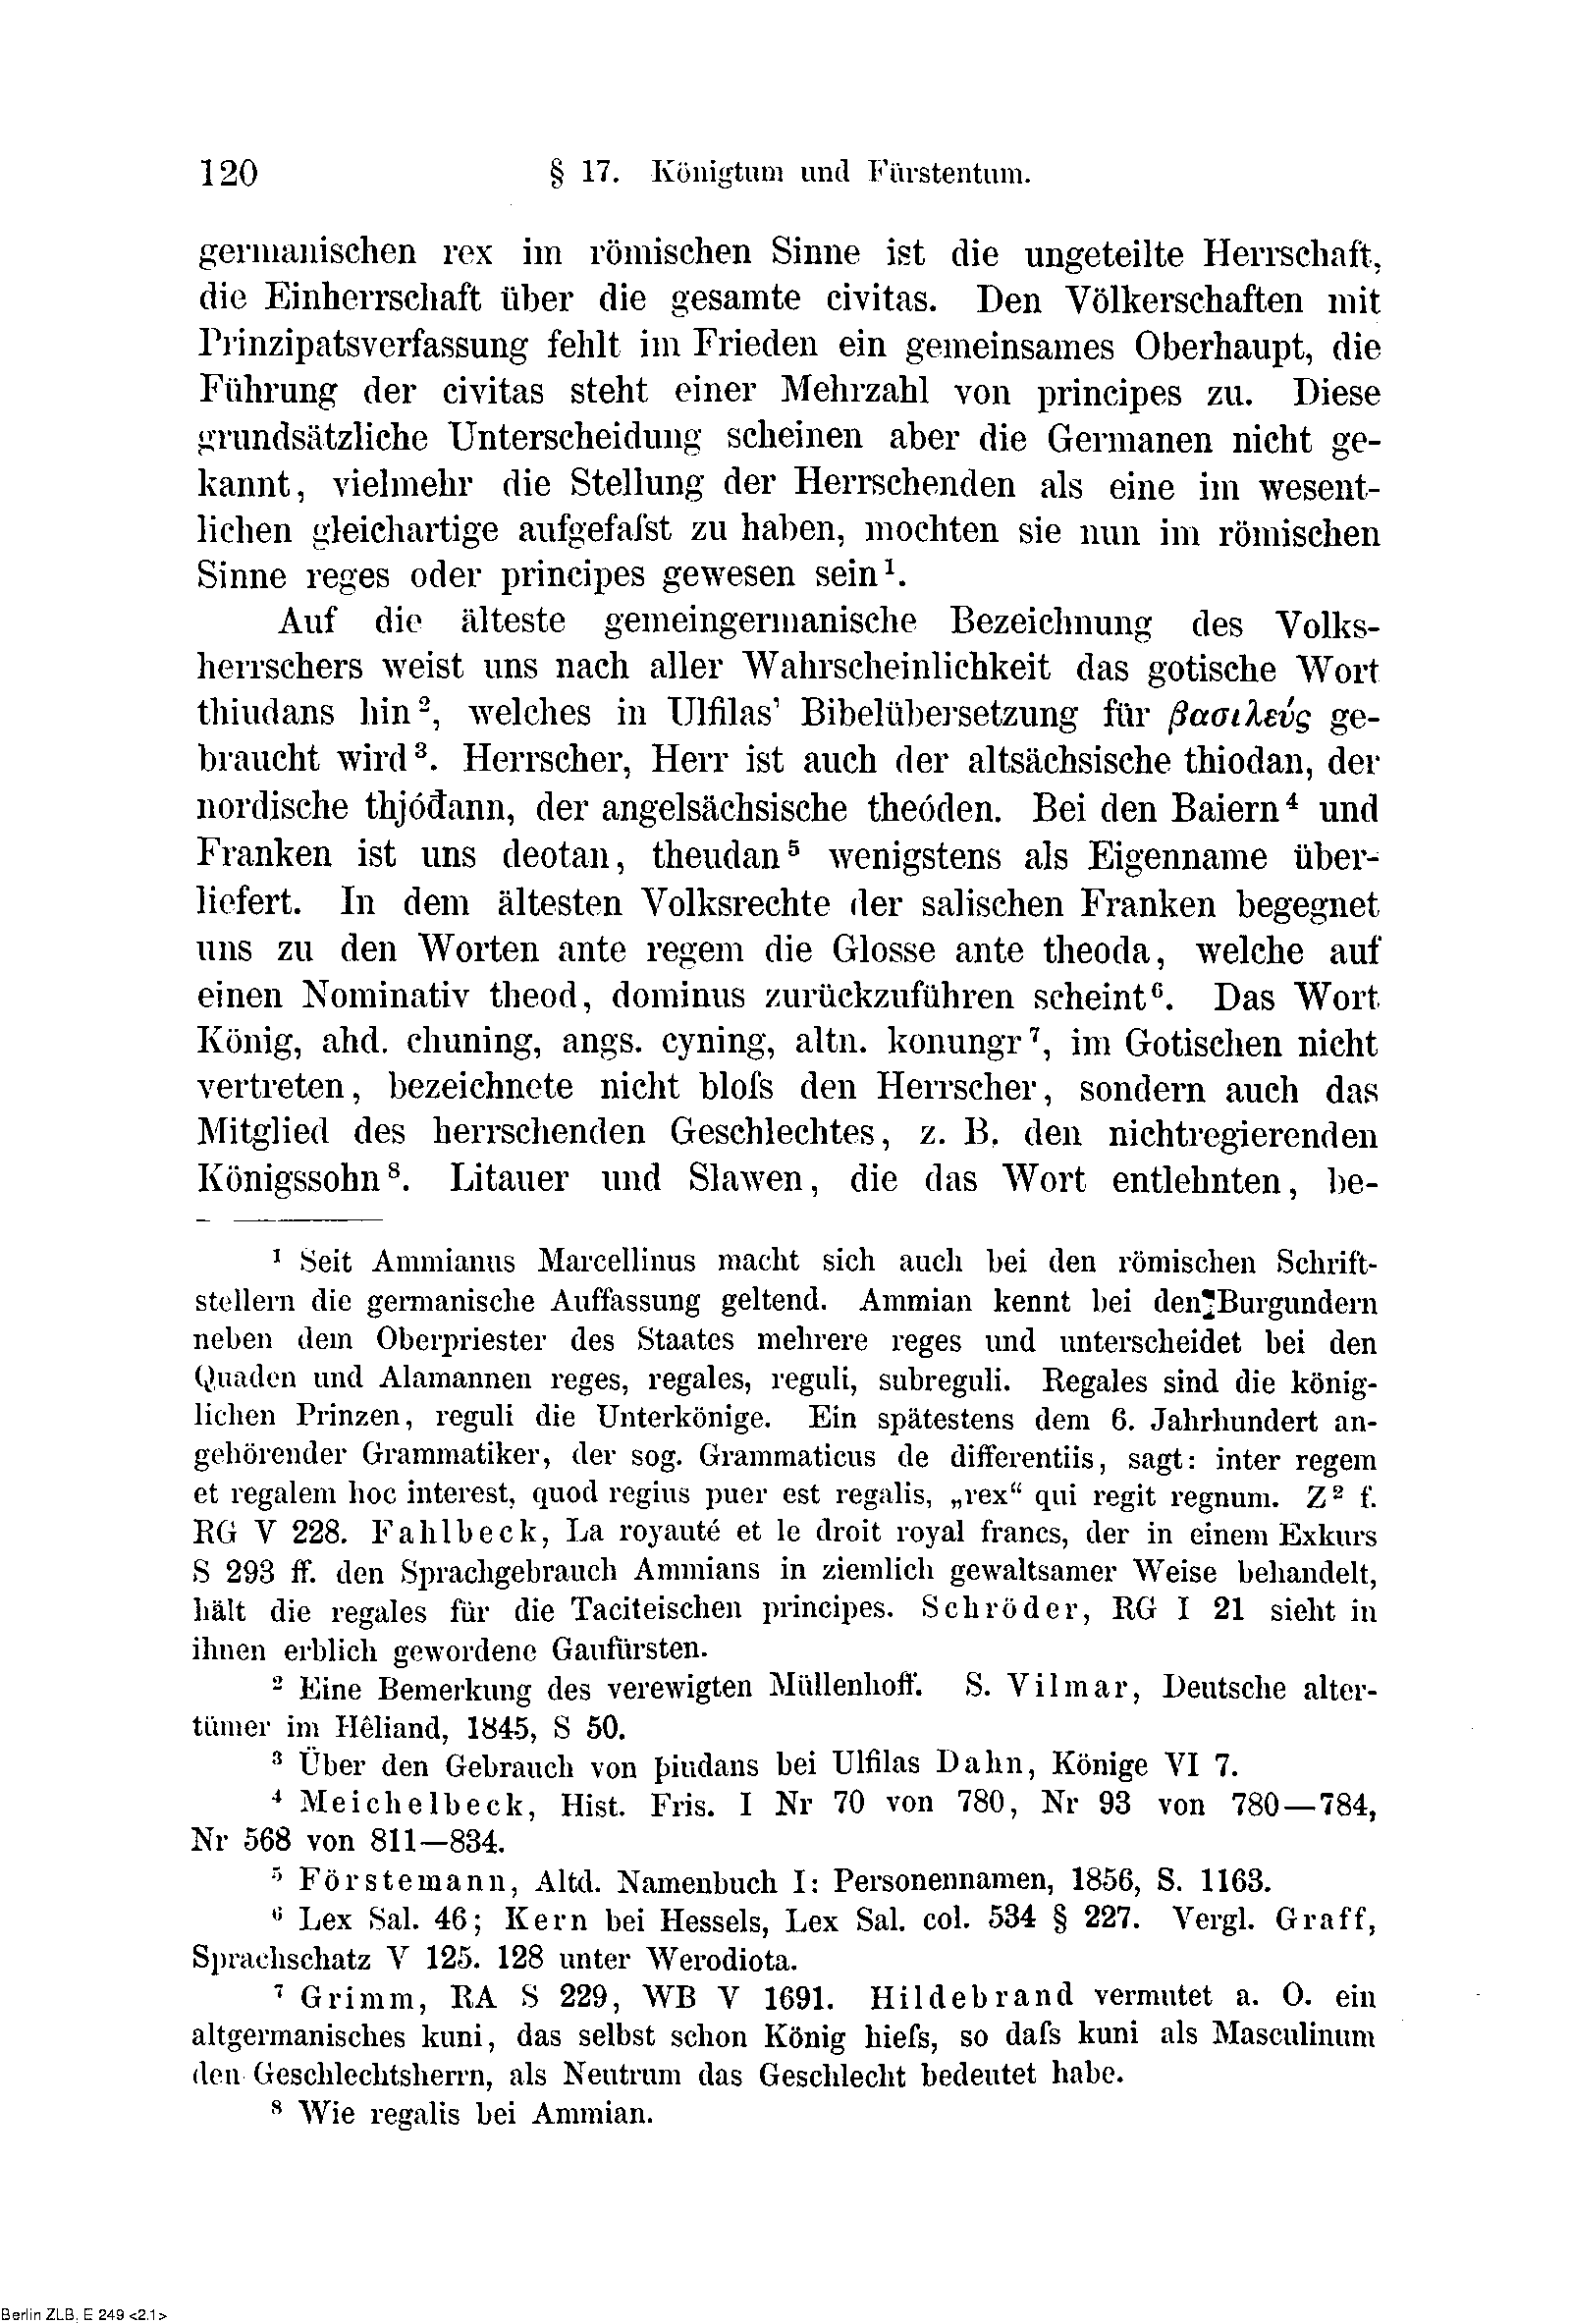 120 § 17. Königtum und Fürstentum.
germanischen rex im römischen Sinne ist die ungeteilte Herrschaft,
die Einherrschaft über die gesamte civitas. Den Völkerschaften mit
Prinzipatsverfassung fehlt im Frieden ein gemeinsames Oberhaupt, die
Führung der civitas steht einer Mehrzahl von principes zu. Diese
grundsätzliche Unterscheidung scheinen aber die Germanen nicht ge-
kannt, vielmehr die Stellung der Herrschenden als eine im wesent-
lichen gleichartige aufgefaſst zu haben, mochten sie nun im römischen
Sinne reges oder principes gewesen sein¹.
Auf die älteste gemeingermanische Bezeichnung des Volks-
herrschers weist uns nach aller Wahrscheinlichkeit das gotische Wort
thiudans hin², welches in Ulfilas' Bibelübersetzung für βασιλεύς ge-
braucht wird³. Herrscher, Herr ist auch der altsächsische thiodan, der
nordische thjóđann, der angelsächsische theóden. Bei den Baiern⁴ und
Franken ist uns deotan, theudan⁵ wenigstens als Eigenname über-
liefert. In dem ältesten Volksrechte der salischen Franken begegnet
uns zu den Worten ante regem die Glosse ante theoda, welche auf
einen Nominativ theod, dominus zurückzuführen scheint⁶. Das Wort
König, ahd. chuning, angs. cyning, altn. konungr⁷, im Gotischen nicht
vertreten, bezeichnete nicht bloſs den Herrscher, sondern auch das
Mitglied des herrschenden Geschlechtes, z. B. den nichtregierenden
Königssohn⁸. Litauer und Slawen, die das Wort entlehnten, be-
¹ Seit Ammianus Marcellinus macht sich auch bei den römischen Schrift-
stellern die germanische Auffassung geltend. Ammian kennt bei den Burgundern
neben dem Oberpriester des Staates mehrere reges und unterscheidet bei den
Quaden und Alamannen reges, regales, reguli, subreguli. Regales sind die könig-
lichen Prinzen, reguli die Unterkönige. Ein spätestens dem 6. Jahrhundert an-
gehörender Grammatiker, der sog. Grammaticus de differentiis, sagt: inter regem
et regalem hoc interest, quod regius puer est regalis, „rex“ qui regit regnum. Z² f.
RG V 228. Fahlbeck, La royauté et le droit royal francs, der in einem Exkurs
S 293 ff. den Sprachgebrauch Ammians in ziemlich gewaltsamer Weise behandelt,
hält die regales für die Taciteischen principes. Schröder, RG I 21 sieht in
ihnen erblich gewordene Gaufürsten.
² Eine Bemerkung des verewigten Müllenhoff. S. Vilmar, Deutsche alter-
tümer im Hêliand, 1845, S 50.
³ Über den Gebrauch von þiudans bei Ulfilas Dahn, Könige VI 7.
⁴ Meichelbeck, Hist. Fris. I Nr 70 von 780, Nr 93 von 780—784,
Nr 568 von 811—834.
⁵ Förstemann, Altd. Namenbuch I: Personennamen, 1856, S. 1163.
⁶ Lex Sal. 46; Kern bei Hessels, Lex Sal. col. 534 § 227. Vergl. Graff,
Sprachschatz V 125. 128 unter Werodiota.
⁷ Grimm, RA S 229, WB V 1691. Hildebrand vermutet a. O. ein
altgermanisches kuni, das selbst schon König hieſs, so daſs kuni als Masculinum
den Geschlechtsherrn, als Neutrum das Geschlecht bedeutet habe.
⁸ Wie regalis bei Ammian.
Berlin ZLB, E 249 <2.1>